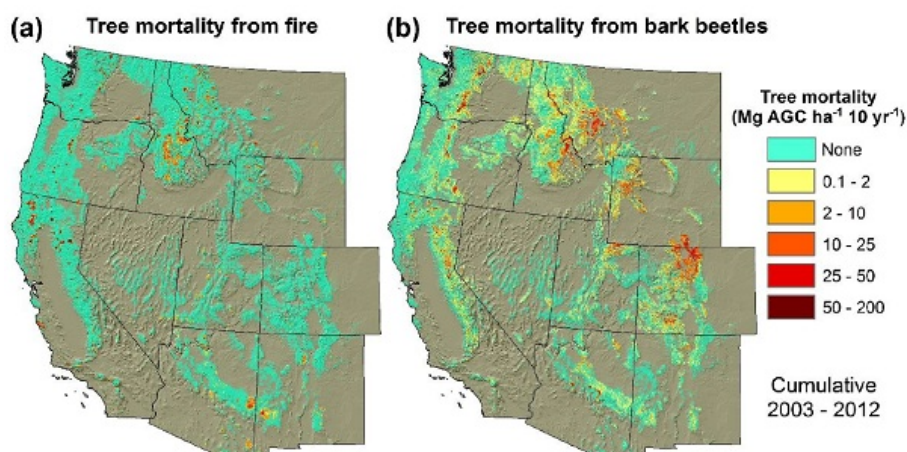 (a) Tree mortality from fire
(b) Tree mortality from bark beetles
Tree mortality
(Mg AGC ha⁻¹ 10 yr⁻¹)
None
0.1 - 2
2 - 10
10 - 25
25 - 50
50 - 200
Cumulative
2003 - 2012